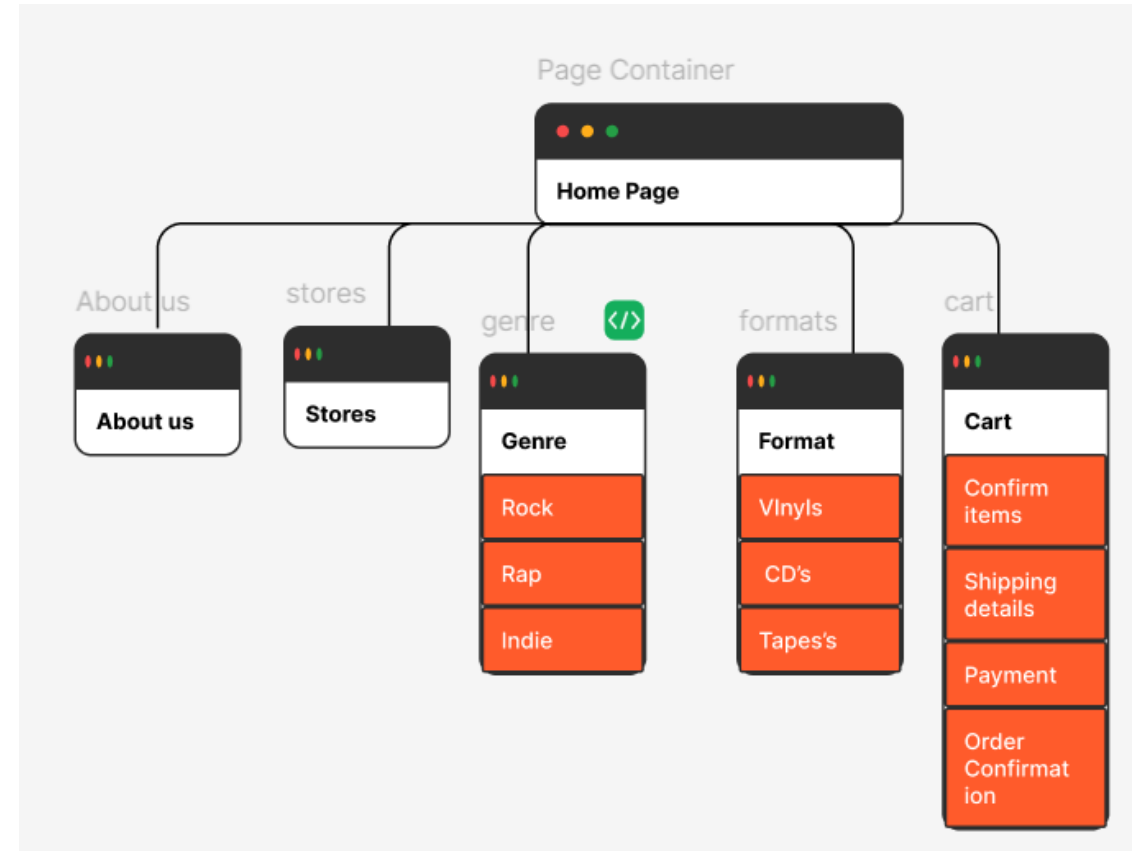 Page Container
Home Page
About us
About us
stores
Stores
genre
</>
Genre
Rock
Rap
Indie
formats
Format
VInyls
CD’s
Tapes’s
cart
Cart
Confirm
items
Shipping
details
Payment
Order
Confirmat
ion